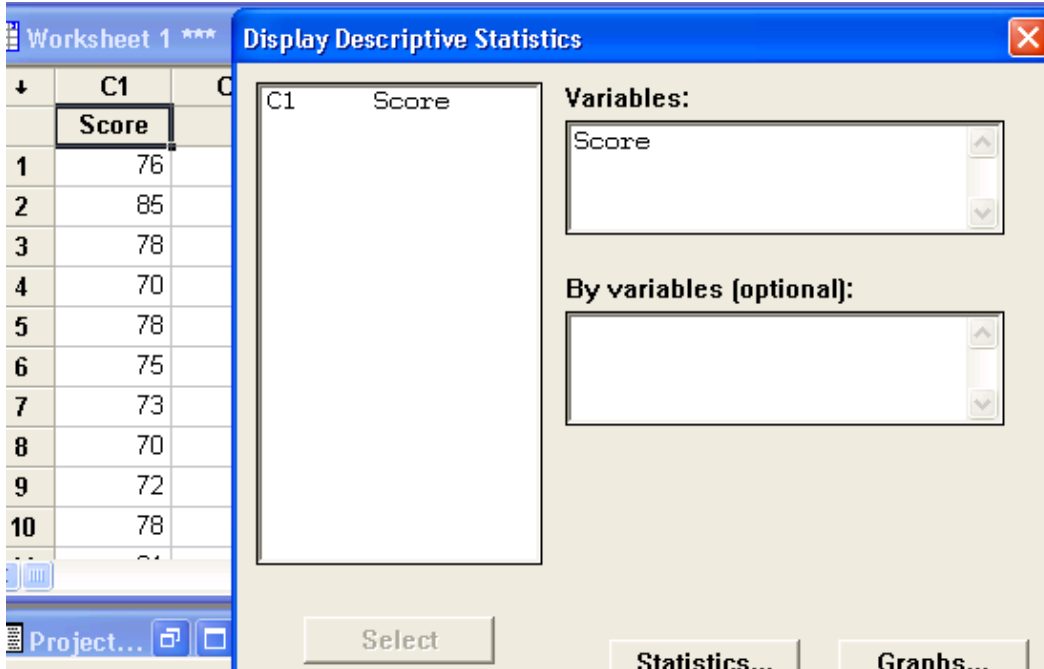 Worksheet 1 ***
↓ C1
Score
1 76
2 85
3 78
4 70
5 78
6 75
7 73
8 70
9 72
10 78
Project...
Display Descriptive Statistics
C1 Score
Variables:
Score
By variables (optional):
Select
Statistics...
Graphs...